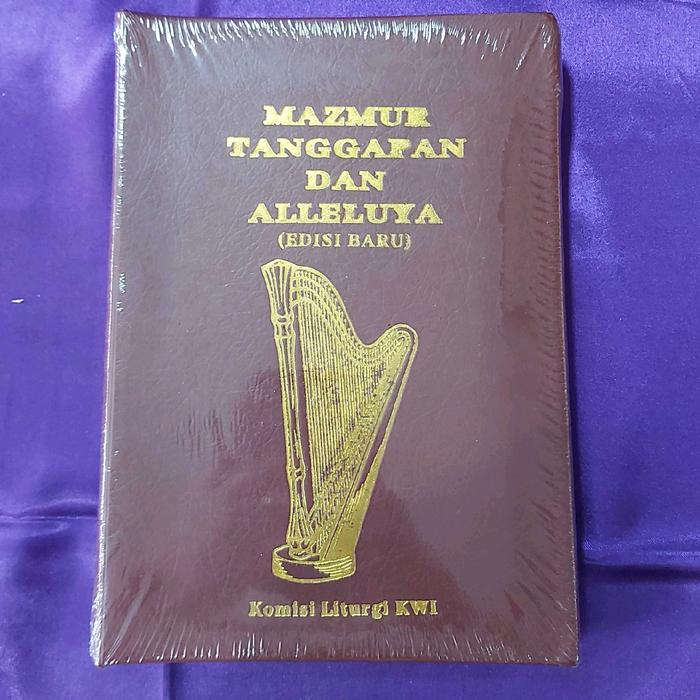 MAZMUR
TANGGAPAN
DAN
ALLELUYA
(EDISI BARU)
Komisi Liturgi KWI